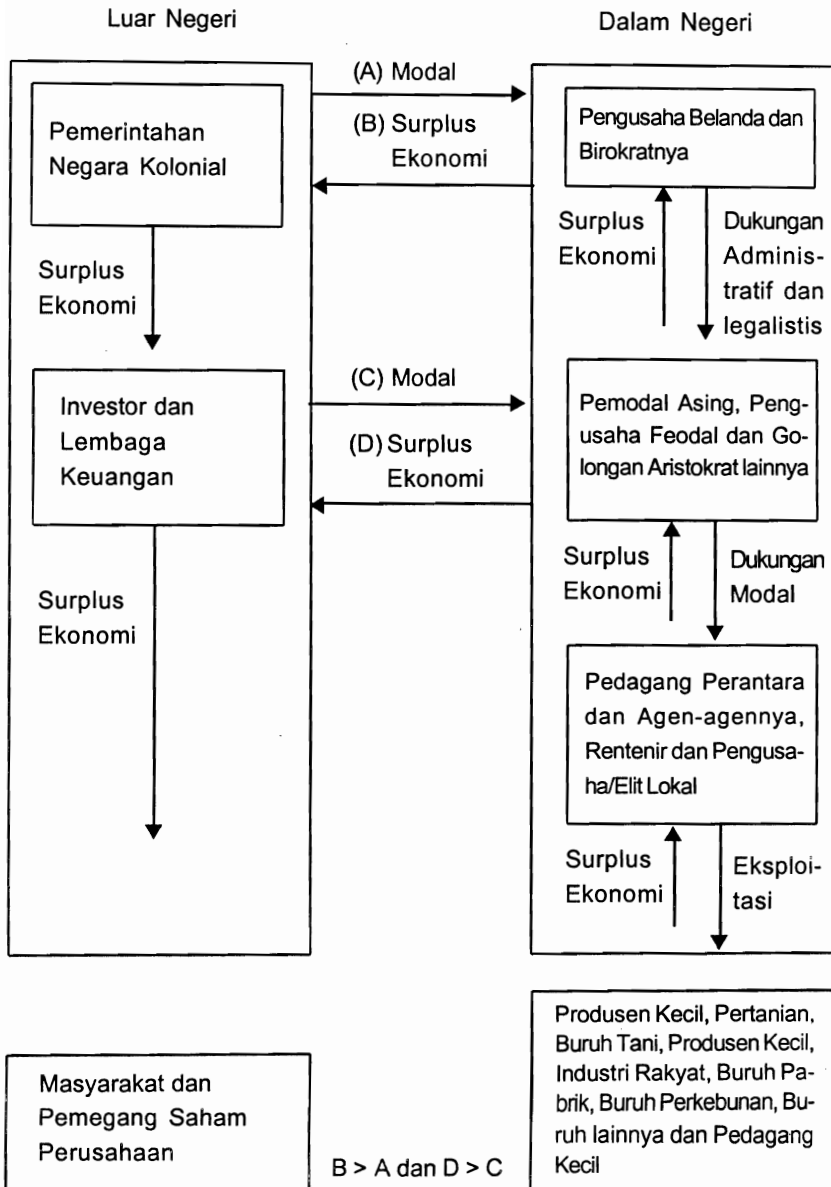 Luar Negeri
Dalam Negeri
(A) Modal
(B) Surplus
Ekonomi
Pemerintahan
Negara Kolonial
Pengusaha Belanda dan
Birokratnya
Surplus
Ekonomi
Surplus
Ekonomi
Dukungan
Adminis-
tratif dan
legalistis
(C) Modal
(D) Surplus
Ekonomi
Investor dan
Lembaga
Keuangan
Pemodal Asing, Peng-
usaha Feodal dan Go-
longan Aristokrat lainnya
Surplus
Ekonomi
Surplus
Ekonomi
Dukungan
Modal
Pedagang Perantara
dan Agen-agennya,
Rentenir dan Pengusa-
ha/Elit Lokal
Surplus
Ekonomi
Eksploi-
tasi
Masyarakat dan
Pemegang Saham
Perusahaan
B > A dan D > C
Produsen Kecil, Pertanian,
Buruh Tani, Produsen Kecil,
Industri Rakyat, Buruh Pa-
brik, Buruh Perkebunan, Bu-
ruh lainnya dan Pedagang
Kecil